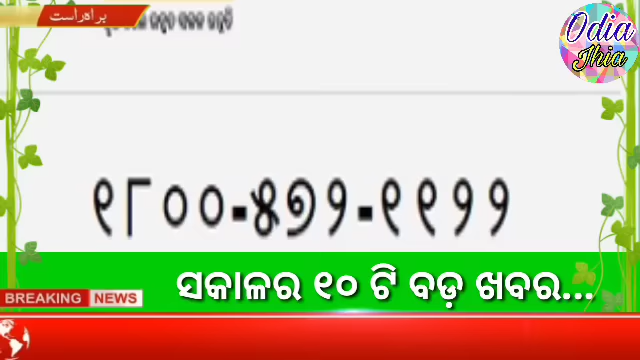 براہ راست
Odia
Jhia
୧୮୦୦-୫୭୨-୧୧୨୨
ସକାଳର ୧୦ ଟି ବଡ଼ ଖବର...
BREAKING NEWS